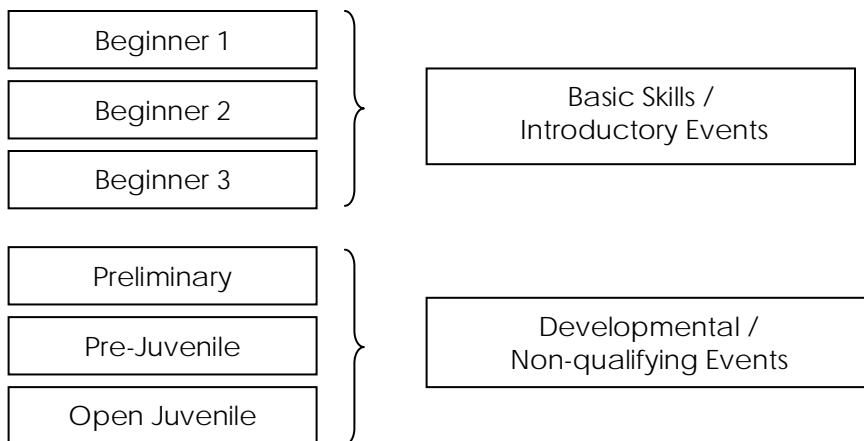 Beginner 1
Beginner 2
Beginner 3
Basic Skills /
Introductory Events
Preliminary
Pre-Juvenile
Open Juvenile
Developmental /
Non-qualifying Events